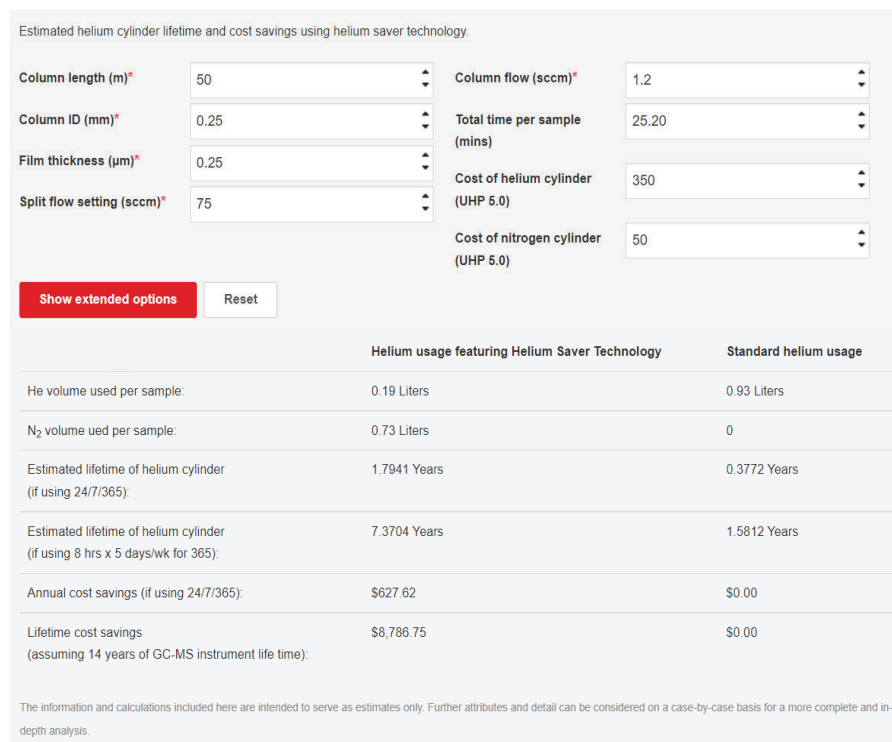 Estimated helium cylinder lifetime and cost savings using helium saver technology.
Column length (m)* 50
Column ID (mm)* 0.25
Film thickness (µm)* 0.25
Split flow setting (sccm)* 75
Column flow (sccm)* 1.2
Total time per sample 25.20
(mins)
Cost of helium cylinder 350
(UHP 5.0)
Cost of nitrogen cylinder 50
(UHP 5.0)
Show extended options Reset
Helium usage featuring Helium Saver Technology Standard helium usage
He volume used per sample: 0.19 Liters 0.93 Liters
N₂ volume ued per sample: 0.73 Liters 0
Estimated lifetime of helium cylinder 1.7941 Years 0.3772 Years
(if using 24/7/365):
Estimated lifetime of helium cylinder 7.3704 Years 1.5812 Years
(if using 8 hrs x 5 days/wk for 365):
Annual cost savings (if using 24/7/365): $627.62 $0.00
Lifetime cost savings $8,786.75 $0.00
(assuming 14 years of GC-MS instrument life time):
The information and calculations included here are intended to serve as estimates only. Further attributes and detail can be considered on a case-by-case basis for a more complete and in-
depth analysis.